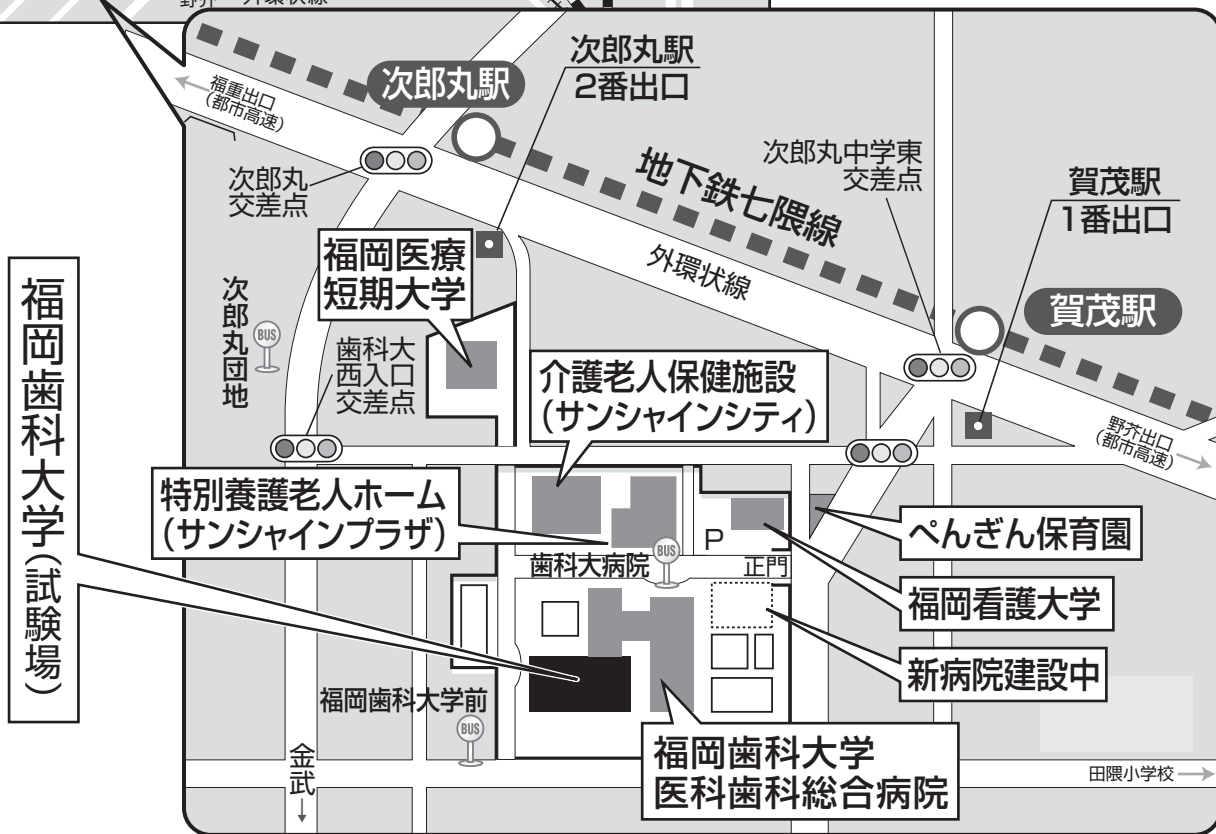 外環状線
次郎丸駅
2番出口
次郎丸駅
福重出口
(都市高速)
地下鉄七隈線
次郎丸中学東
交差点
賀茂駅
1番出口
次郎丸
交差点
外環状線
福岡医療
短期大学
賀茂駅
次郎丸団地
BUS
歯科大
西入口
交差点
介護老人保健施設
(サンシャインシティ)
野芥出口
(都市高速)
福岡歯科大学(試験場)
特別養護老人ホーム
(サンシャインプラザ)
P
ぺんぎん保育園
歯科大病院
BUS
正門
福岡看護大学
新病院建設中
福岡歯科大学前
BUS
福岡歯科大学
医科歯科総合病院
金武
田隈小学校